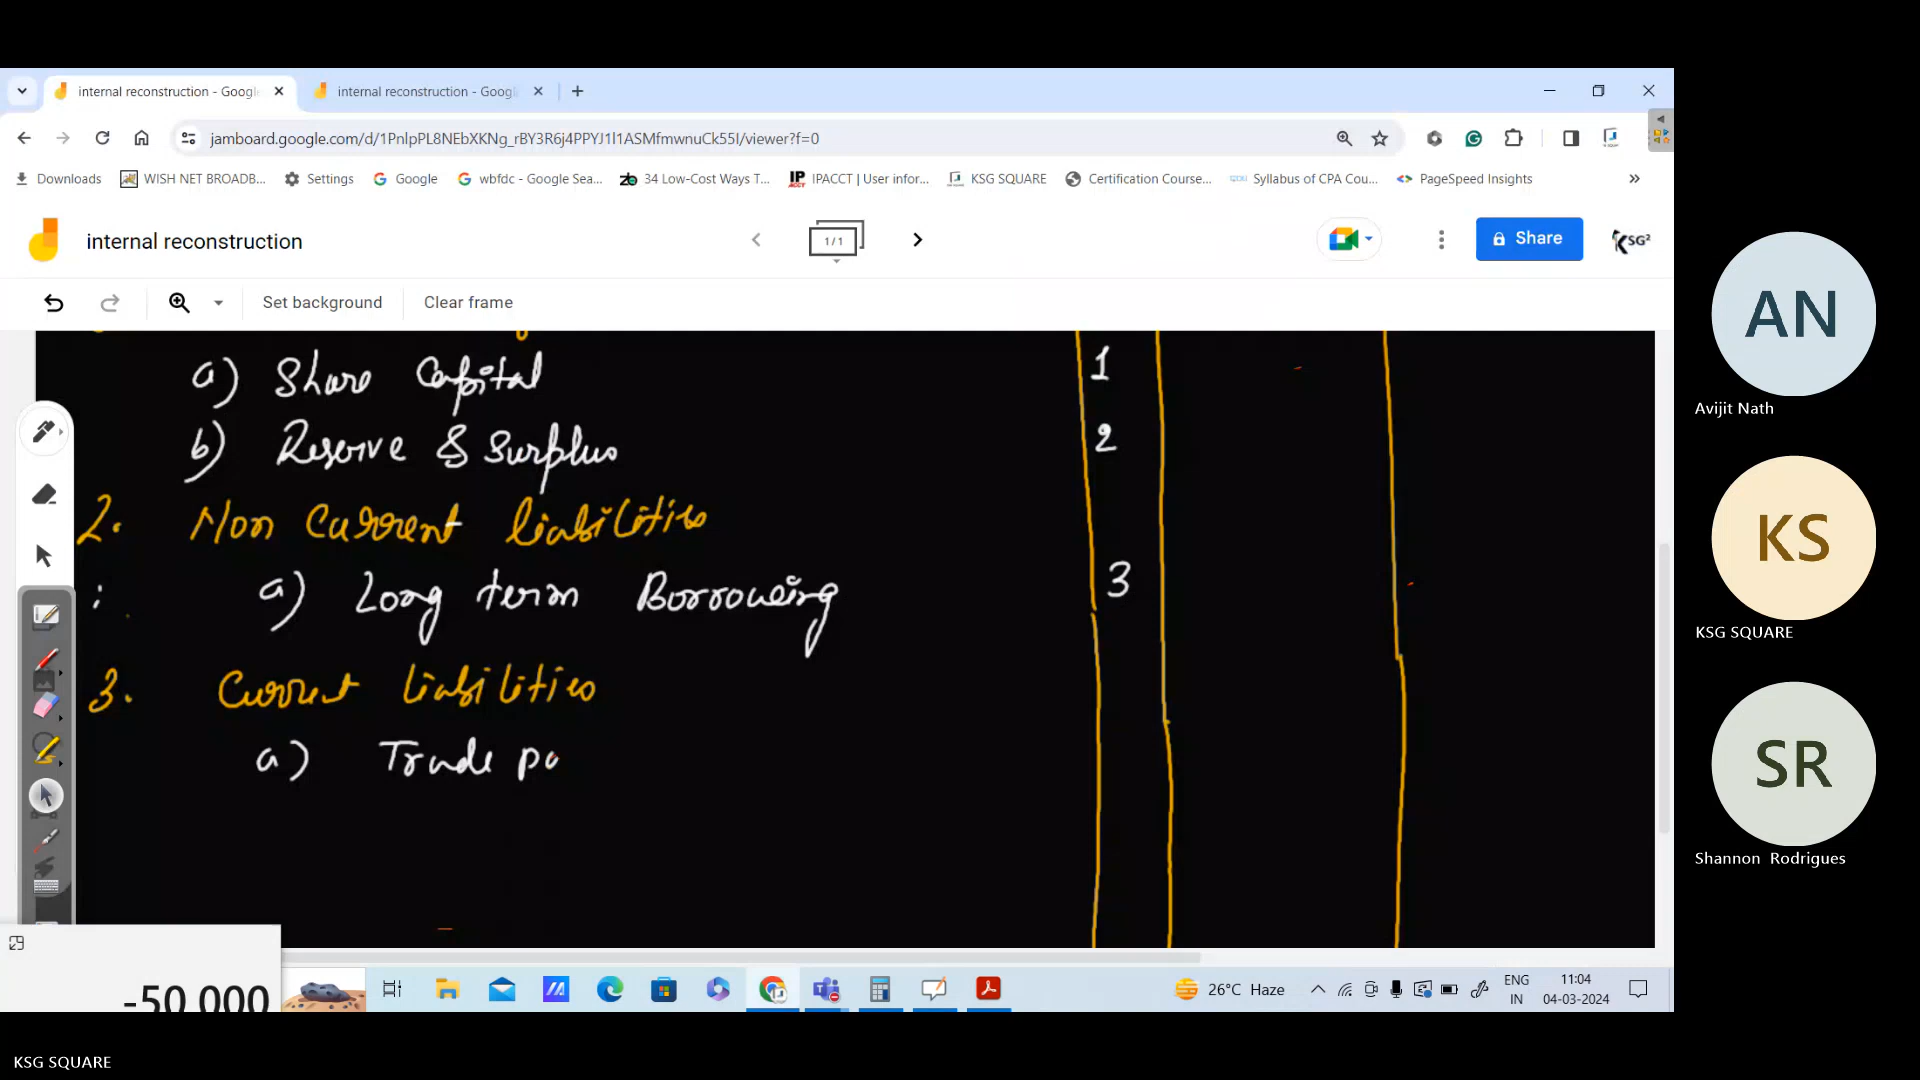 internal reconstruction - Googl
internal reconstruction - Goog
jamboard.google.com/d/1PnlpPL8NEbXKNg_rBY3R6j4PPYJ1l1ASMfmwnuCk55I/viewer?f=0
Downloads
WISH NET BROADB...
Settings
Google
wbfdc - Google Sea...
34 Low-Cost Ways T...
IPACCT | User infor...
KSG SQUARE
Certification Course...
Syllabus of CPA Cou...
PageSpeed Insights
internal reconstruction
1/1
Share
KSG²
Set background
Clear frame
a) Share Capital 1
b) Reserve & Surplus 2
2. Non Current liabilities
a) Long term Borrowing 3
3. Current liabilities
a) Trade pa
-50,000
26°C Haze
ENG
IN
11:04
04-03-2024
AN
Avijit Nath
KS
KSG SQUARE
SR
Shannon Rodrigues
KSG SQUARE